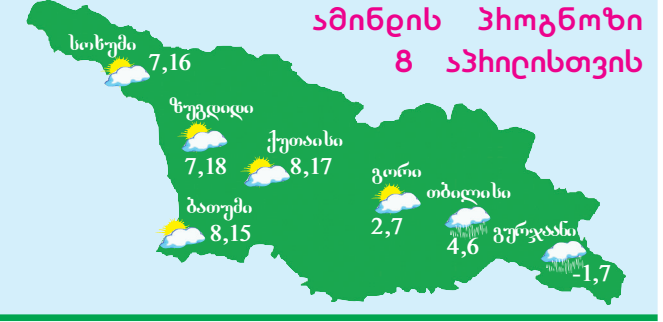 ამინდის პროგნოზი
8 აპრილისთვის
სოხუმი
7,16
ზუგდიდი
7,18
ქუთაისი
8,17
გორი
2,7
თბილისი
4,6
ბათუმი
8,15
გურჯაანი
-1,7